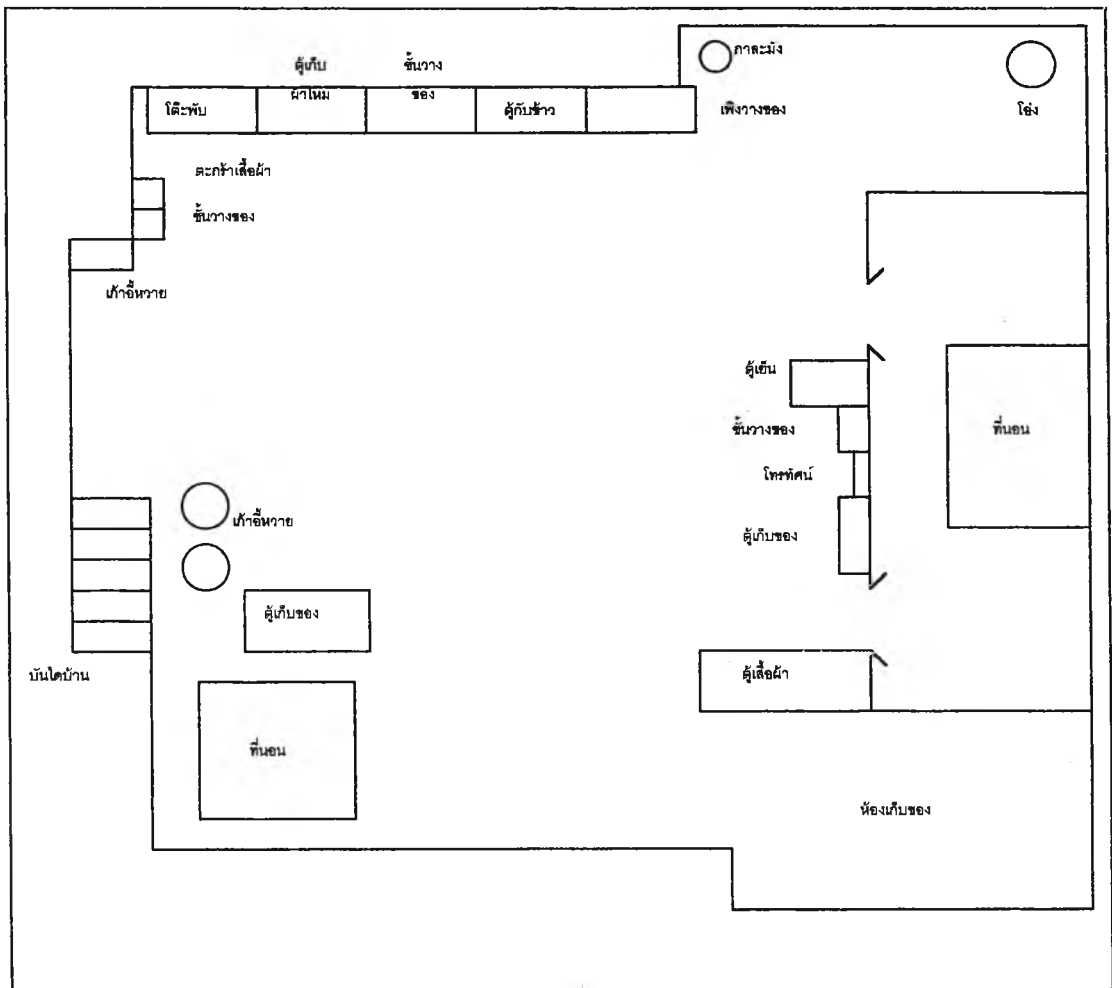 กาละมัง
ตู้เก็บ
ผ้าไหม
ชั้นวาง
ของ
โต๊ะพับ
ตู้กับข้าว
เพิงวางของ
โอ่ง
ตะกร้าเสื้อผ้า
ชั้นวางของ
เก้าอี้หวาย
ตู้เย็น
ชั้นวางของ
ที่นอน
โทรทัศน์
เก้าอี้หวาย
ตู้เก็บของ
ตู้เก็บของ
บันไดบ้าน
ตู้เสื้อผ้า
ที่นอน
ห้องเก็บของ